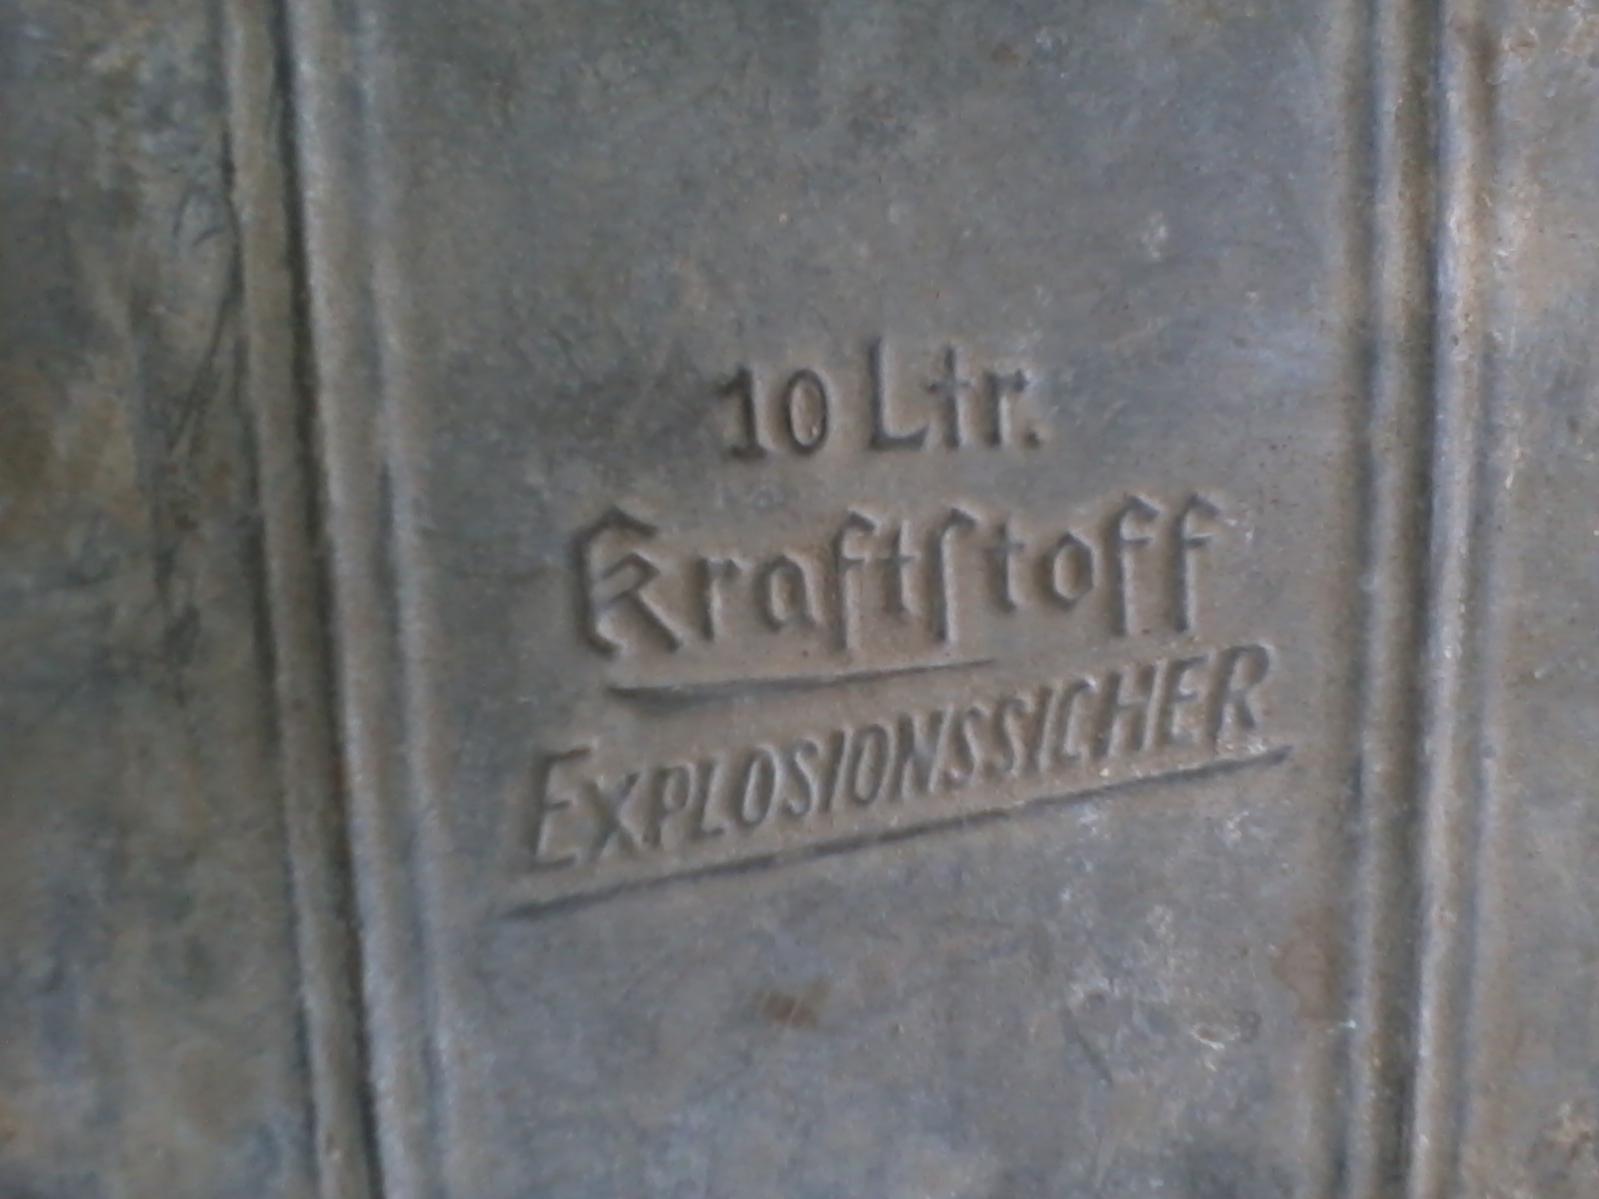 10 Ltr.
Kraftſtoff
EXPLOSIONSSICHER